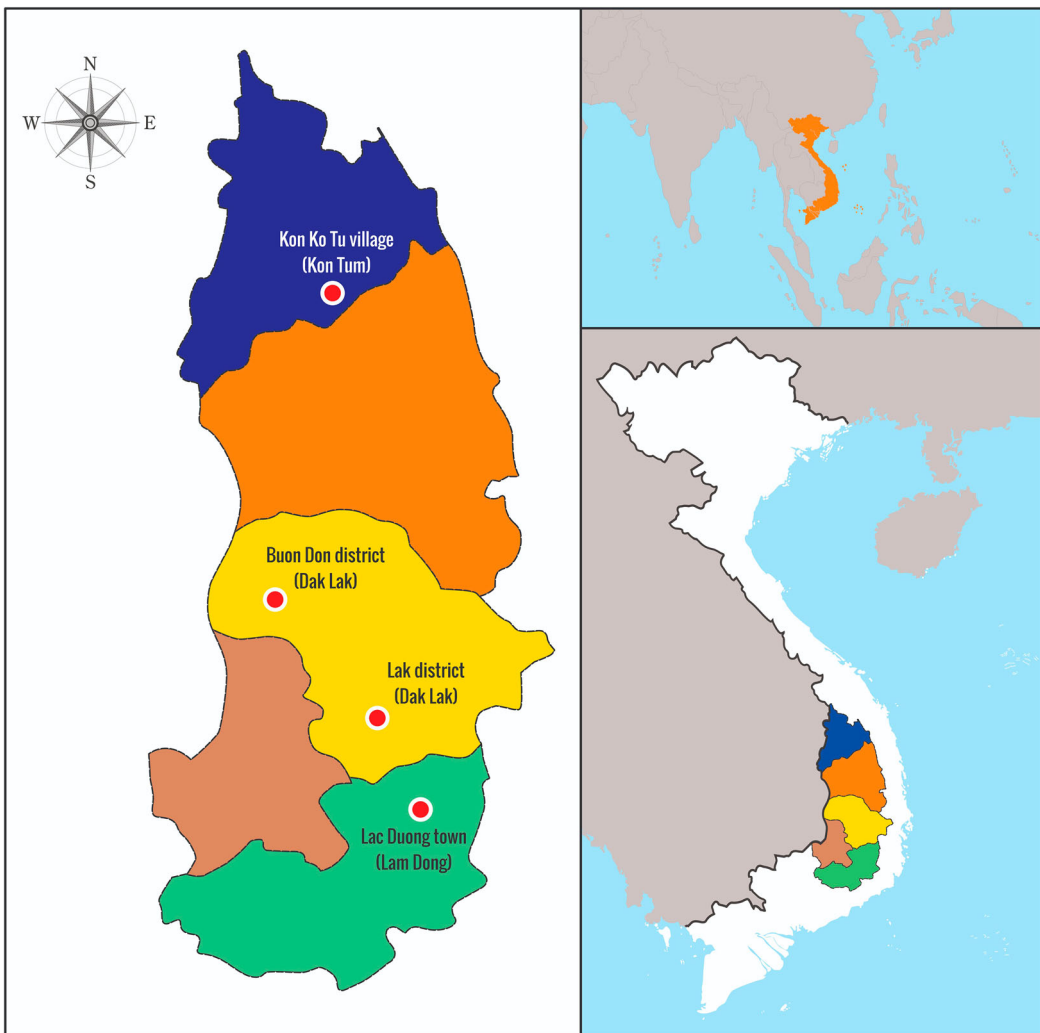 N
W
E
S
Kon Ko Tu village
(Kon Tum)
Buon Don district
(Dak Lak)
Lak district
(Dak Lak)
Lac Duong town
(Lam Dong)